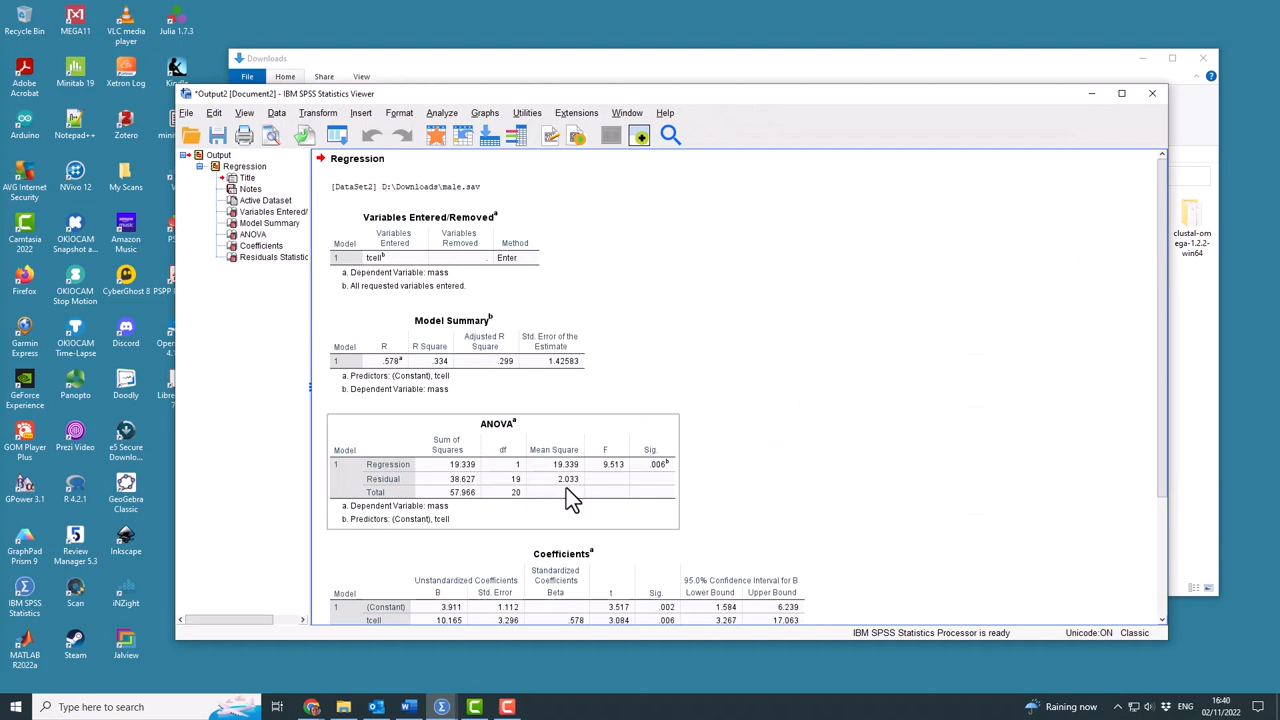 Recycle Bin
MEGA11
VLC media player
Julia 1.7.3
Adobe Acrobat
Minitab 19
Xetron Log
Kindle
Arduino
Notepad++
Zotero
AVG Internet Security
NVivo 12
My Scans
Camtasia 2022
OKIOCAM Snapshot a...
Amazon Music
Firefox
OKIOCAM Stop Motion
CyberGhost 8
Garmin Express
OKIOCAM Time-Lapse
Discord
GeForce Experience
Panopto
Doodly
GOM Player Plus
Prezi Video
e5 Secure Desktop
GPower 3.1
R 4.2.1
GeoGebra Classic
GraphPad Prism 9
Review Manager 5.3
Inkscape
IBM SPSS Statistics
Scan
iNZight
MATLAB R2022a
Steam
Jalview
Downloads
File Home Share View
clustal-om ega-1.2.2- win64
*Output2 [Document2] - IBM SPSS Statistics Viewer
File Edit View Data Transform Insert Format Analyze Graphs Utilities Extensions Window Help
Output
Regression
Title
Notes
Active Dataset
Variables Entered/
Model Summary
ANOVA
Coefficients
Residuals Statistic
Regression
[DataSet2] D:\Downloads\male.sav
Variables Entered/Removedᵃ
Model Variables Entered Variables Removed Method
1 tcellᵇ . Enter
a. Dependent Variable: mass
b. All requested variables entered.
Model Summaryᵇ
Model R R Square Adjusted R Square Std. Error of the Estimate
1 .578ᵃ .334 .299 1.42583
a. Predictors: (Constant), tcell
b. Dependent Variable: mass
ANOVAᵃ
Model Sum of Squares df Mean Square F Sig.
1 Regression 19.339 1 19.339 9.513 .006ᵇ
Residual 38.627 19 2.033
Total 57.966 20
a. Dependent Variable: mass
b. Predictors: (Constant), tcell
Coefficientsᵃ
Model Unstandardized Coefficients B Std. Error Standardized Coefficients Beta t Sig. 95.0% Confidence Interval for B Lower Bound Upper Bound
1 (Constant) 3.911 1.112 3.517 .002 1.584 6.239
tcell 10.165 3.296 .578 3.084 .006 3.267 17.063
IBM SPSS Statistics Processor is ready Unicode:ON Classic
Type here to search
Raining now
ENG
16:40
02/11/2022